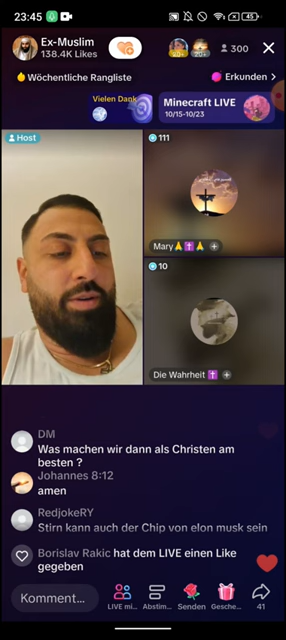 23:45
45
Ex-Muslim
138.4K Likes
300
Wöchentliche Rangliste
Erkunden
Vielen Dank
Minecraft LIVE
10/15-10/23
Host
111
Mary
10
Die Wahrheit
DM
Was machen wir dann als Christen am
besten ?
Johannes 8:12
amen
RedjokeRY
Stirn kann auch der Chip von elon musk sein
Borislav Rakic hat dem LIVE einen Like
gegeben
Komment...
LIVE mi...
Abstim...
Senden
Gesche...
41